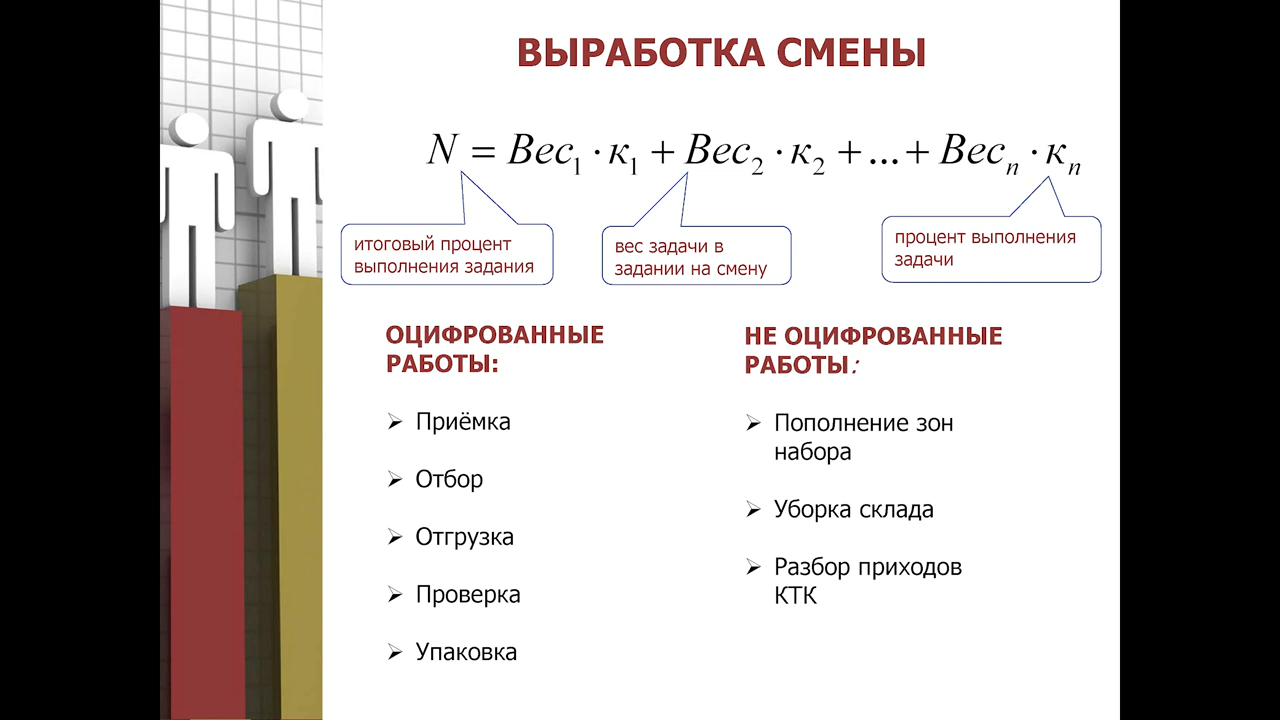 ВЫРАБОТКА СМЕНЫ
N = Вес₁ · к₁ + Вес₂ · к₂ + ... + Весₙ · кₙ
итоговый процент
выполнения задания
вес задачи в
задании на смену
процент выполнения
задачи
ОЦИФРОВАННЫЕ
РАБОТЫ:
➢ Приёмка
➢ Отбор
➢ Отгрузка
➢ Проверка
➢ Упаковка
НЕ ОЦИФРОВАННЫЕ
РАБОТЫ:
➢ Пополнение зон
набора
➢ Уборка склада
➢ Разбор приходов
КТК